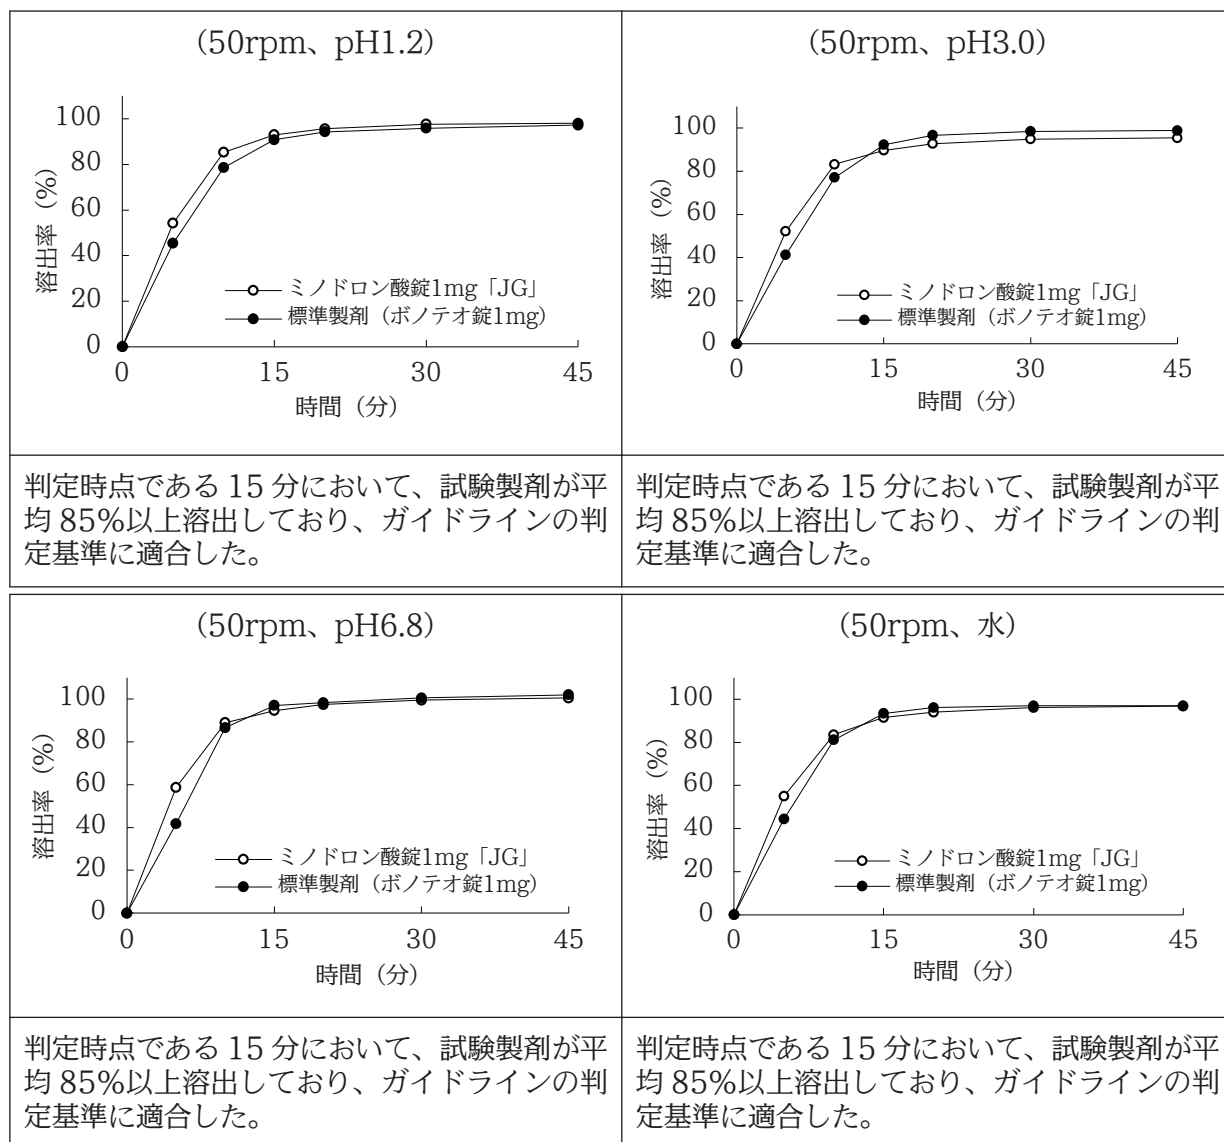 (50rpm、pH1.2)
100
80
60
40
20
0
溶出率（%）
ミノドロン酸錠1mg「JG」
標準製剤（ボノテオ錠1mg）
0 15 30 45
時間（分）
判定時点である 15 分において、試験製剤が平
均 85%以上溶出しており、ガイドラインの判
定基準に適合した。
(50rpm、pH3.0)
100
80
60
40
20
0
溶出率（%）
ミノドロン酸錠1mg「JG」
標準製剤（ボノテオ錠1mg）
0 15 30 45
時間（分）
判定時点である 15 分において、試験製剤が平
均 85%以上溶出しており、ガイドラインの判
定基準に適合した。
(50rpm、pH6.8)
100
80
60
40
20
0
溶出率（%）
ミノドロン酸錠1mg「JG」
標準製剤（ボノテオ錠1mg）
0 15 30 45
時間（分）
判定時点である 15 分において、試験製剤が平
均 85%以上溶出しており、ガイドラインの判
定基準に適合した。
(50rpm、水)
100
80
60
40
20
0
溶出率（%）
ミノドロン酸錠1mg「JG」
標準製剤（ボノテオ錠1mg）
0 15 30 45
時間（分）
判定時点である 15 分において、試験製剤が平
均 85%以上溶出しており、ガイドラインの判
定基準に適合した。